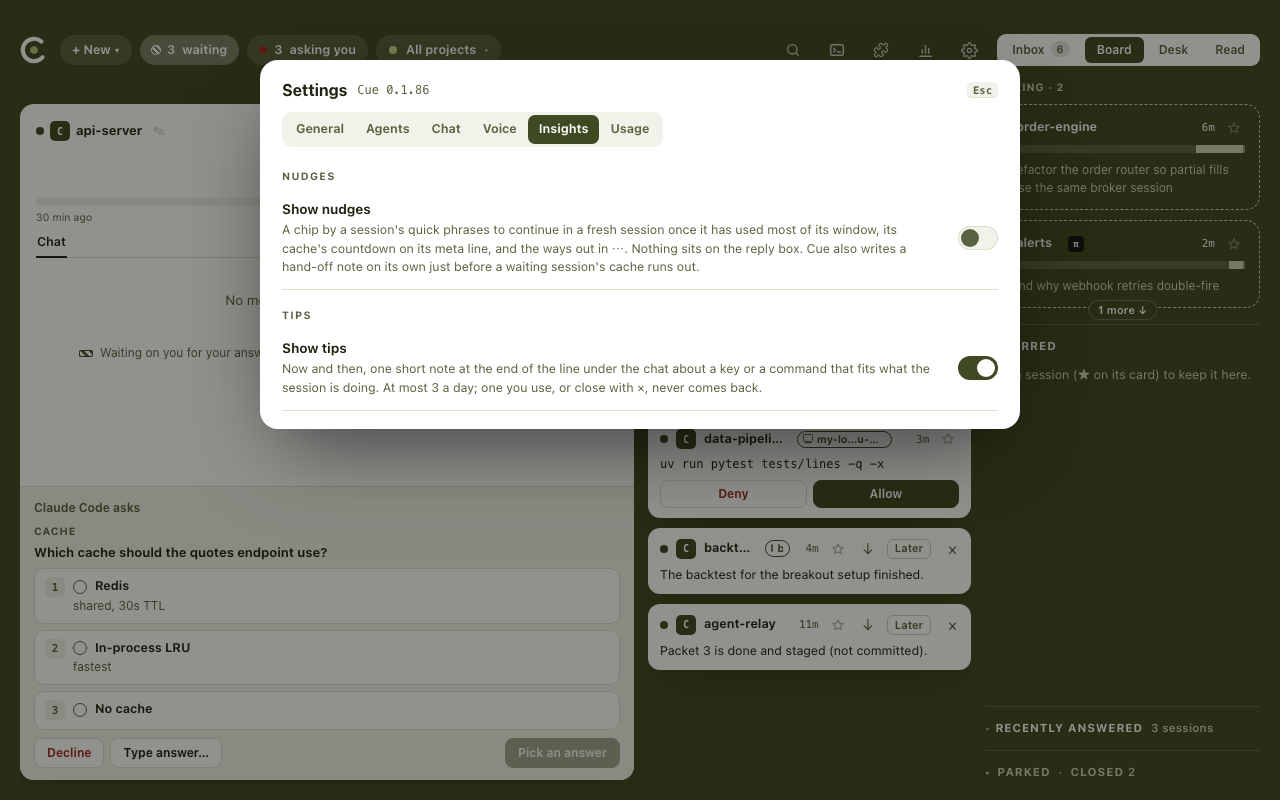 + New
3 waiting
3 asking you
All projects
Inbox 6
Board
Desk
Read
Settings Cue 0.1.86
Esc
General
Agents
Chat
Voice
Insights
Usage
NUDGES
Show nudges
A chip by a session's quick phrases to continue in a fresh session once it has used most of its window, its
cache's countdown on its meta line, and the ways out in ···. Nothing sits on the reply box. Cue also writes a
hand-off note on its own just before a waiting session's cache runs out.
TIPS
Show tips
Now and then, one short note at the end of the line under the chat about a key or a command that fits what the
session is doing. At most 3 a day; one you use, or close with ×, never comes back.
C api-server
30 min ago
Chat
No
Waiting on you for your
Claude Code asks
CACHE
Which cache should the quotes endpoint use?
1 Redis
shared, 30s TTL
2 In-process LRU
fastest
3 No cache
Decline
Type answer...
Pick an answer
C data-pipeli... my-lo...u-... 3m
uv run pytest tests/lines -q -x
Deny
Allow
C backt... 4m
Later
The backtest for the breakout setup finished.
C agent-relay 11m
Later
Packet 3 is done and staged (not committed).
ING · 2
order-engine 6m
efactor the order router so partial fills
se the same broker session
alerts π 2m
nd why webhook retries double-fire
1 more ↓
RRED
session (★ on its card) to keep it here.
RECENTLY ANSWERED 3 sessions
PARKED · CLOSED 2